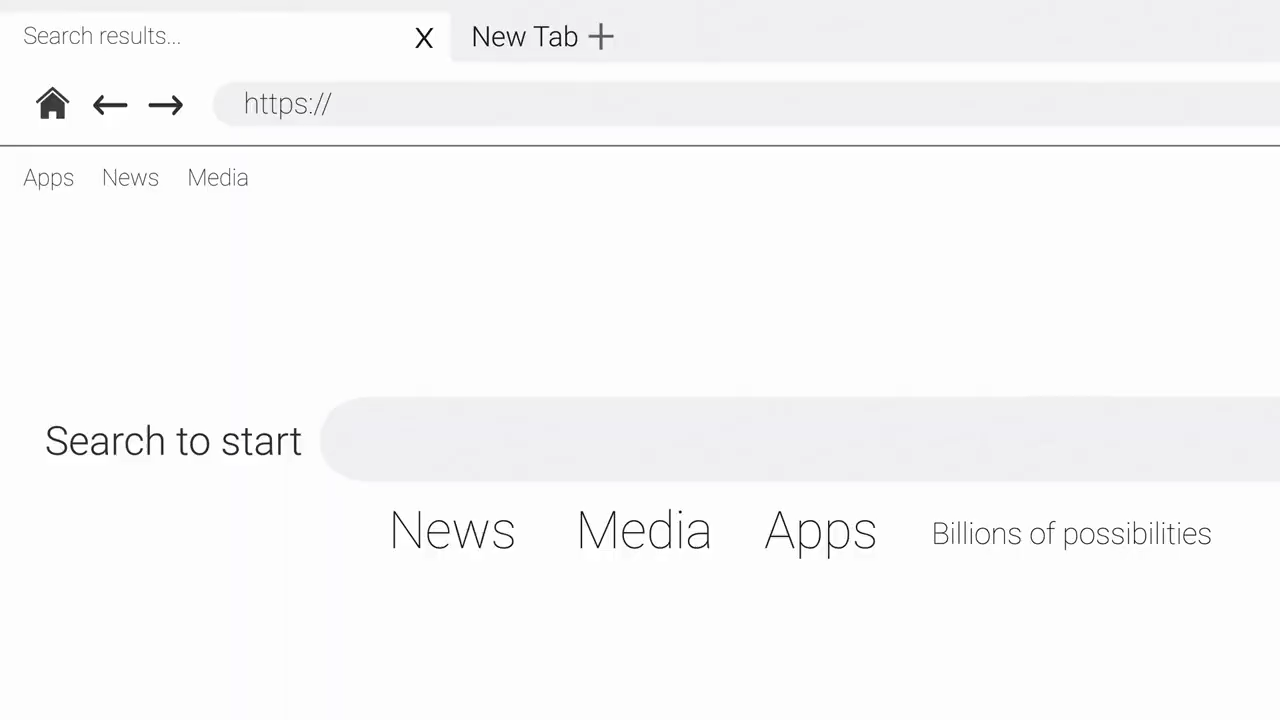 Search results... X New Tab +
https://
Apps News Media
Search to start
News Media Apps Billions of possibilities